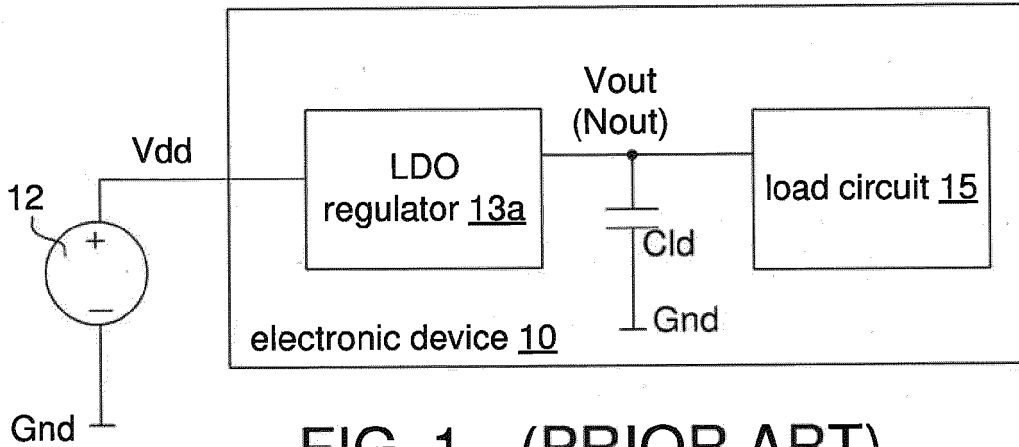 Vout
(Nout)
Vdd
LDO
regulator 13a
load circuit 15
12
+
−
Cld
Gnd
electronic device 10
Gnd
FIG. 1 (PRIOR ART)